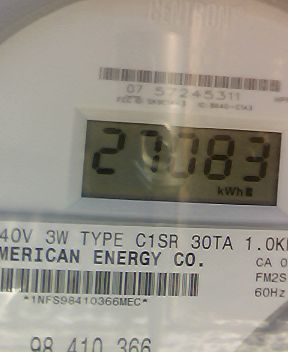 CENTRON
07 57245311
27083
kWh
40V 3W TYPE C1SR 30TA 1.0K
MERICAN ENERGY CO.
CA 0
FM2S
60Hz
*1NFS98410366MEC*
98 410 366